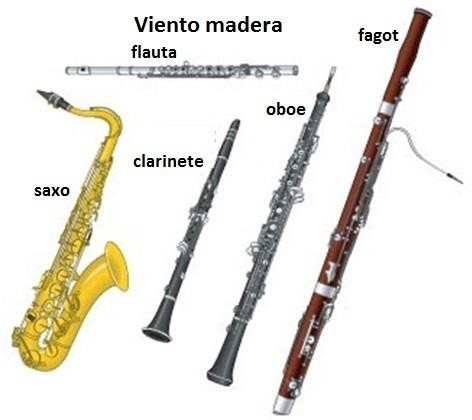 Viento madera
flauta
fagot
oboe
clarinete
saxo